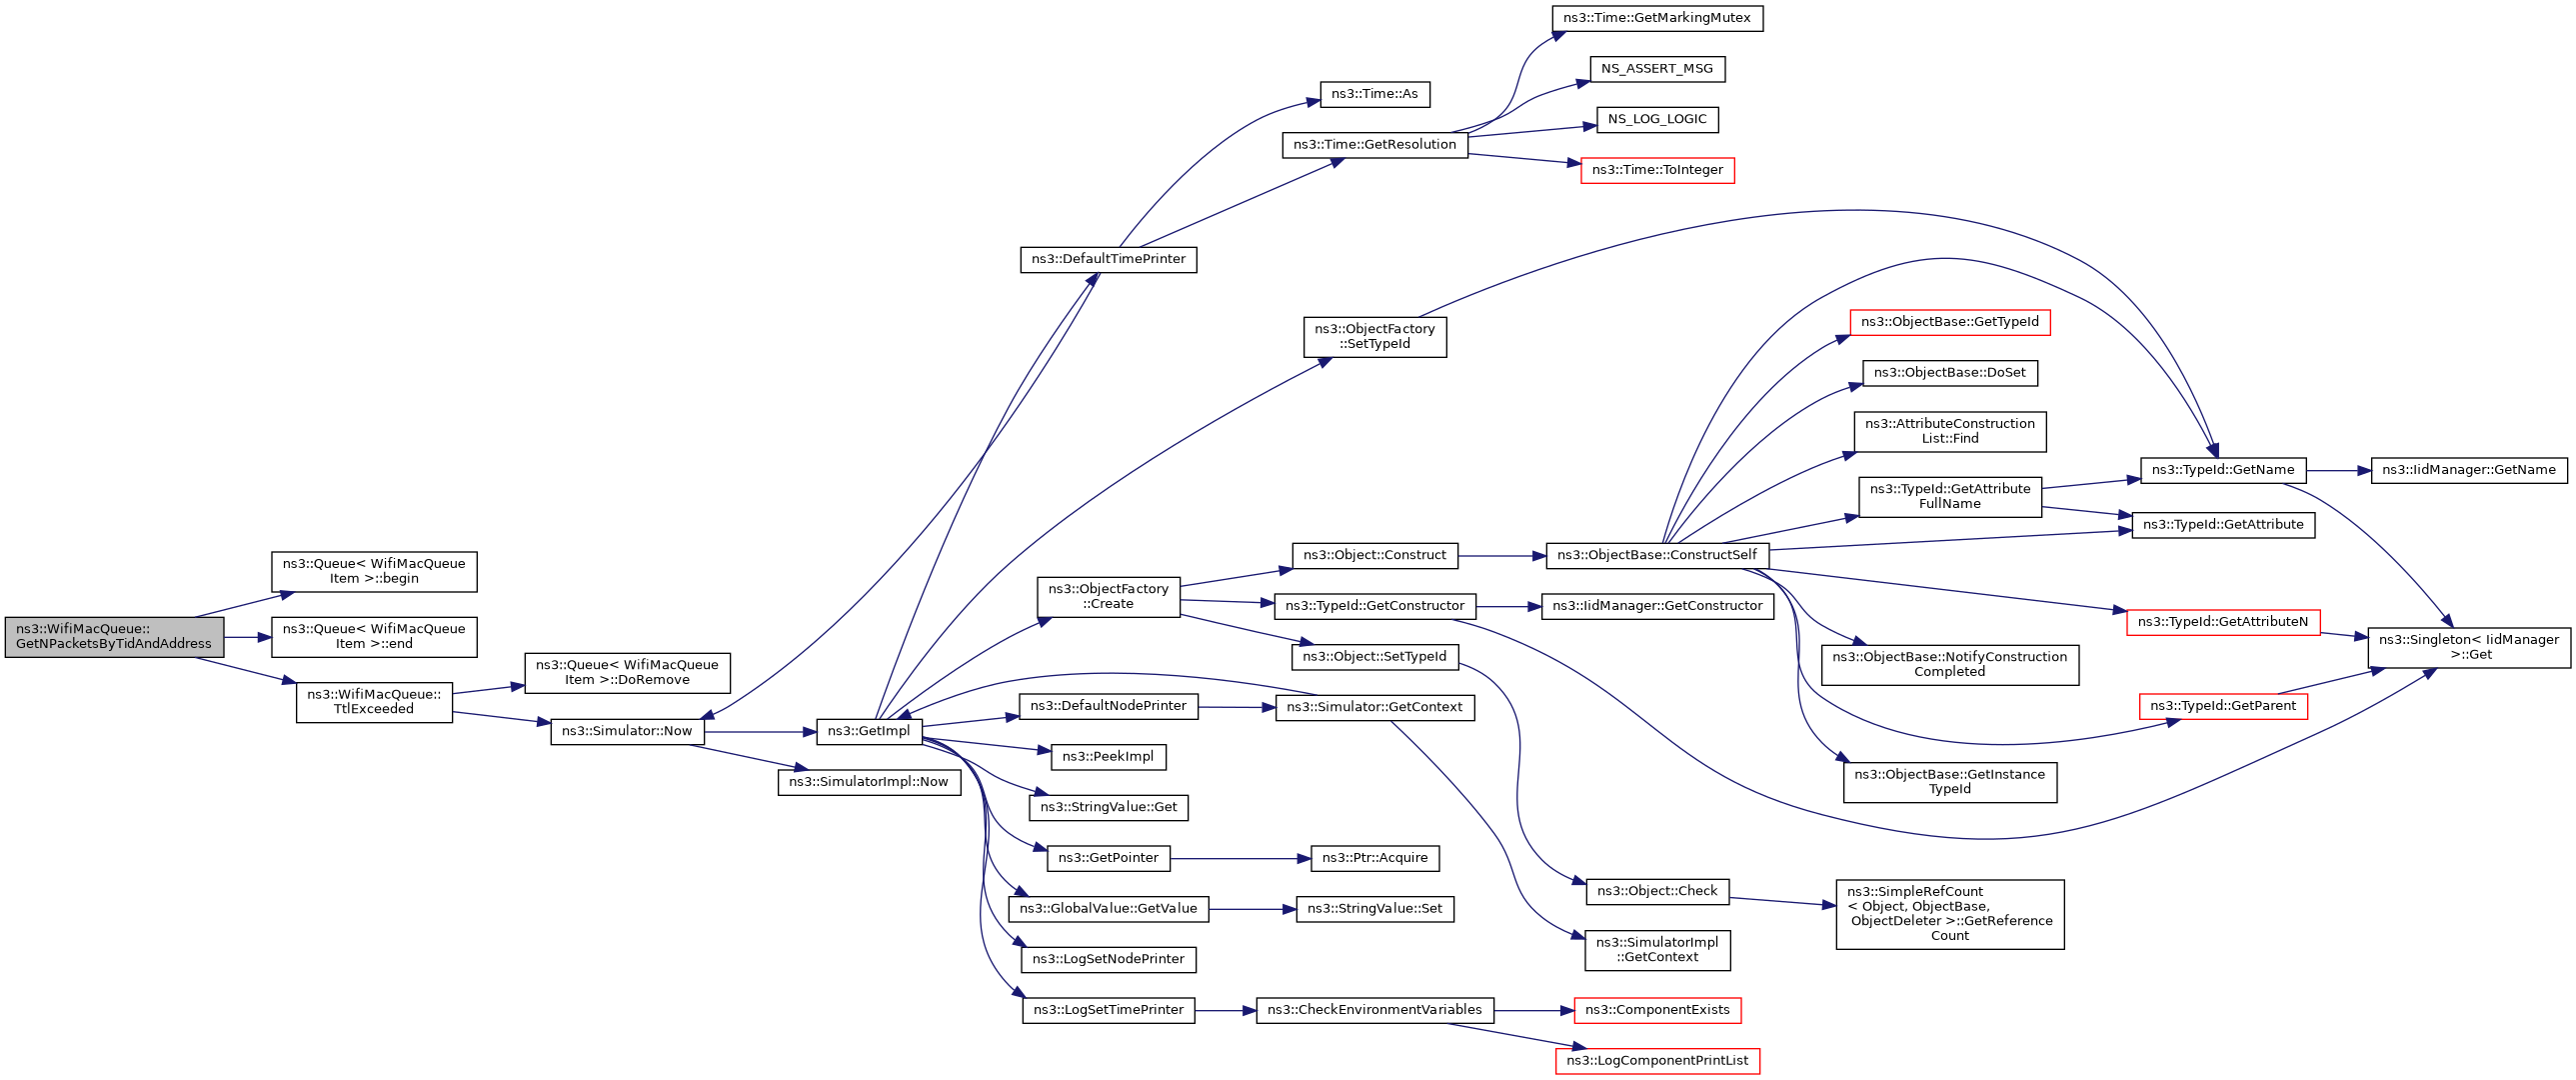 ns3::WifiMacQueue::
GetNPacketsByTidAndAddress
ns3::Queue< WifiMacQueue
Item >::begin
ns3::Queue< WifiMacQueue
Item >::end
ns3::WifiMacQueue::
TtlExceeded
ns3::Queue< WifiMacQueue
Item >::DoRemove
ns3::Simulator::Now
ns3::SimulatorImpl::Now
ns3::GetImpl
ns3::DefaultTimePrinter
ns3::Time::As
ns3::Time::GetResolution
ns3::Time::GetMarkingMutex
NS_ASSERT_MSG
NS_LOG_LOGIC
ns3::Time::ToInteger
ns3::ObjectFactory
::SetTypeId
ns3::ObjectFactory
::Create
ns3::Object::Construct
ns3::TypeId::GetConstructor
ns3::Object::SetTypeId
ns3::DefaultNodePrinter
ns3::Simulator::GetContext
ns3::PeekImpl
ns3::StringValue::Get
ns3::GetPointer
ns3::Ptr::Acquire
ns3::GlobalValue::GetValue
ns3::StringValue::Set
ns3::LogSetNodePrinter
ns3::LogSetTimePrinter
ns3::CheckEnvironmentVariables
ns3::ComponentExists
ns3::LogComponentPrintList
ns3::ObjectBase::ConstructSelf
ns3::IidManager::GetConstructor
ns3::Object::Check
ns3::SimulatorImpl
::GetContext
ns3::ObjectBase::GetTypeId
ns3::ObjectBase::DoSet
ns3::AttributeConstruction
List::Find
ns3::TypeId::GetAttribute
FullName
ns3::ObjectBase::NotifyConstruction
Completed
ns3::ObjectBase::GetInstance
TypeId
ns3::SimpleRefCount
< Object, ObjectBase,
ObjectDeleter >::GetReference
Count
ns3::TypeId::GetName
ns3::TypeId::GetAttribute
ns3::TypeId::GetAttributeN
ns3::TypeId::GetParent
ns3::IidManager::GetName
ns3::Singleton< IidManager
>::Get